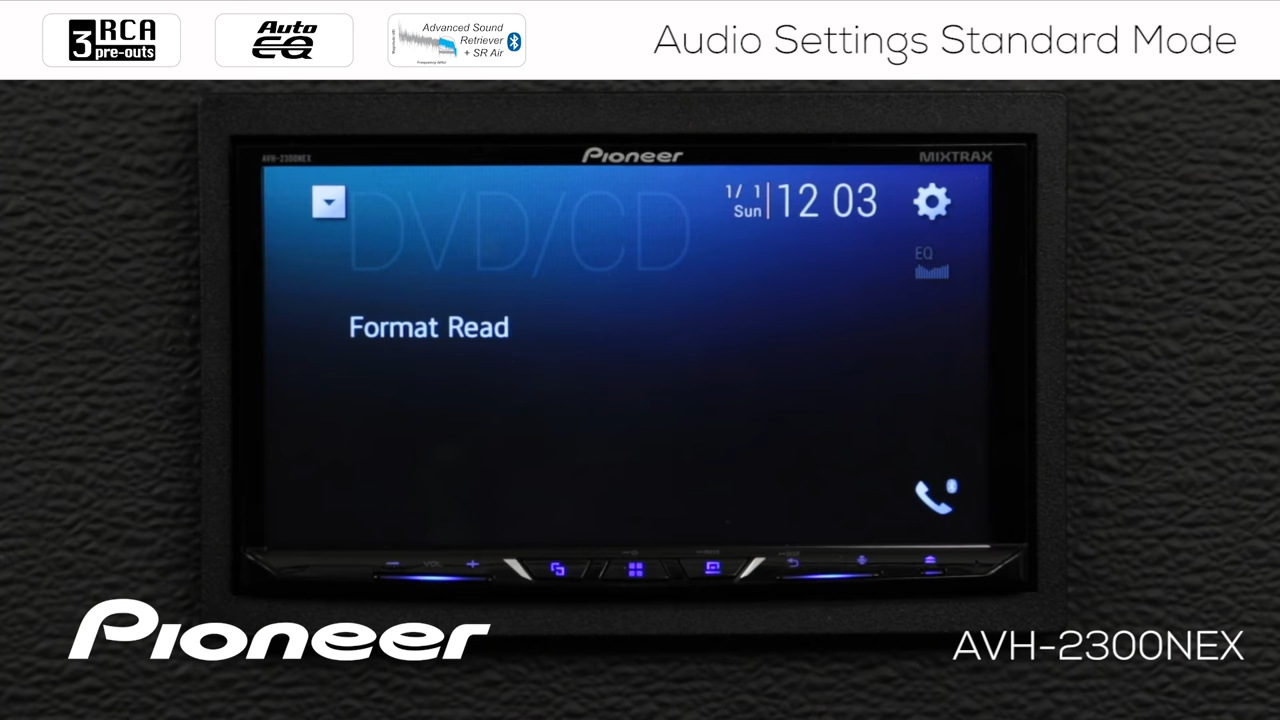 3 RCA
pre-outs
Auto
EQ
Advanced Sound
Retriever
+ SR Air
Audio Settings Standard Mode
AVH-2300NEX
Pioneer
MIXTRAX
DVD/CD
1/ 1
Sun
12 03
EQ
Format Read
VOL
Pioneer
AVH-2300NEX